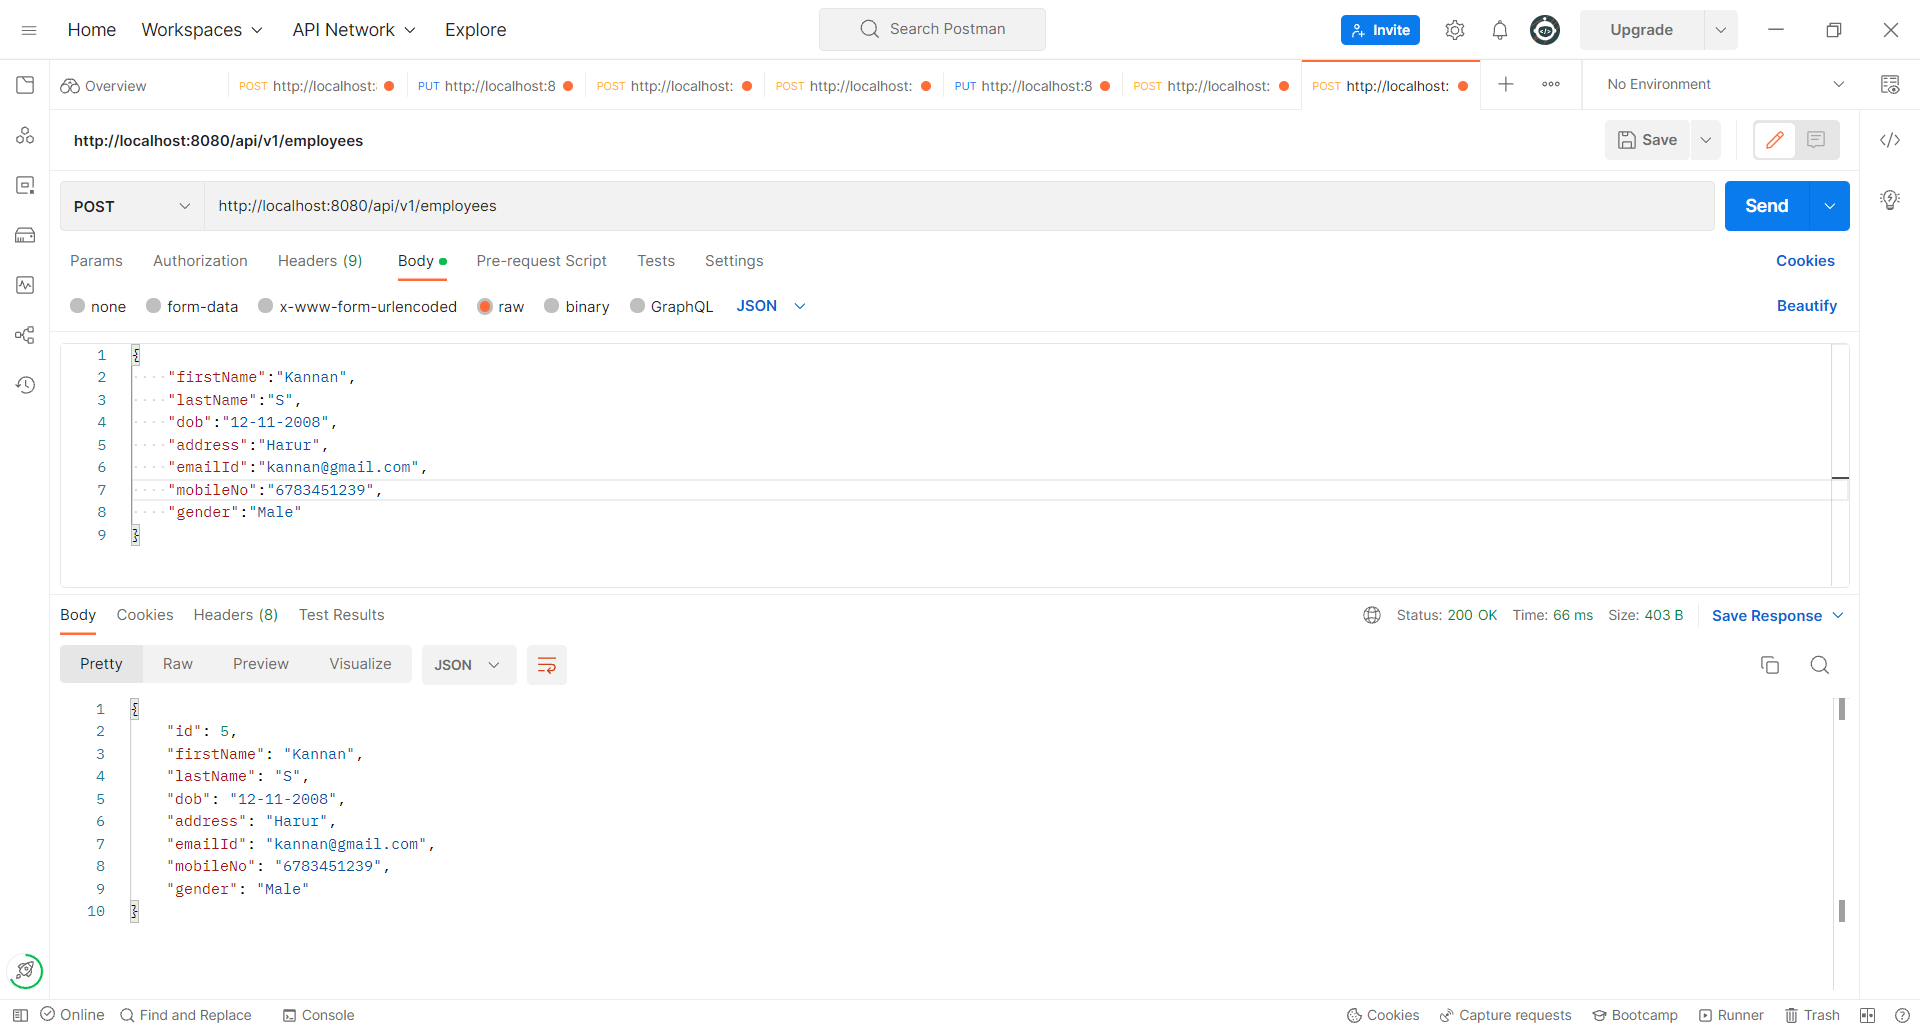 Home Workspaces API Network Explore Search Postman Invite Upgrade
Overview POST http://localhost: PUT http://localhost:8 POST http://localhost: POST http://localhost: PUT http://localhost:8 POST http://localhost: POST http://localhost: No Environment
http://localhost:8080/api/v1/employees Save
POST http://localhost:8080/api/v1/employees Send
Params Authorization Headers (9) Body Pre-request Script Tests Settings Cookies
none form-data x-www-form-urlencoded raw binary GraphQL JSON Beautify
1 {
2 "firstName":"Kannan",
3 "lastName":"S",
4 "dob":"12-11-2008",
5 "address":"Harur",
6 "emailId":"kannan@gmail.com",
7 "mobileNo":"6783451239",
8 "gender":"Male"
9 }
Body Cookies Headers (8) Test Results Status: 200 OK Time: 66 ms Size: 403 B Save Response
Pretty Raw Preview Visualize JSON
1 {
2 "id": 5,
3 "firstName": "Kannan",
4 "lastName": "S",
5 "dob": "12-11-2008",
6 "address": "Harur",
7 "emailId": "kannan@gmail.com",
8 "mobileNo": "6783451239",
9 "gender": "Male"
10 }
Online Find and Replace Console Cookies Capture requests Bootcamp Runner Trash